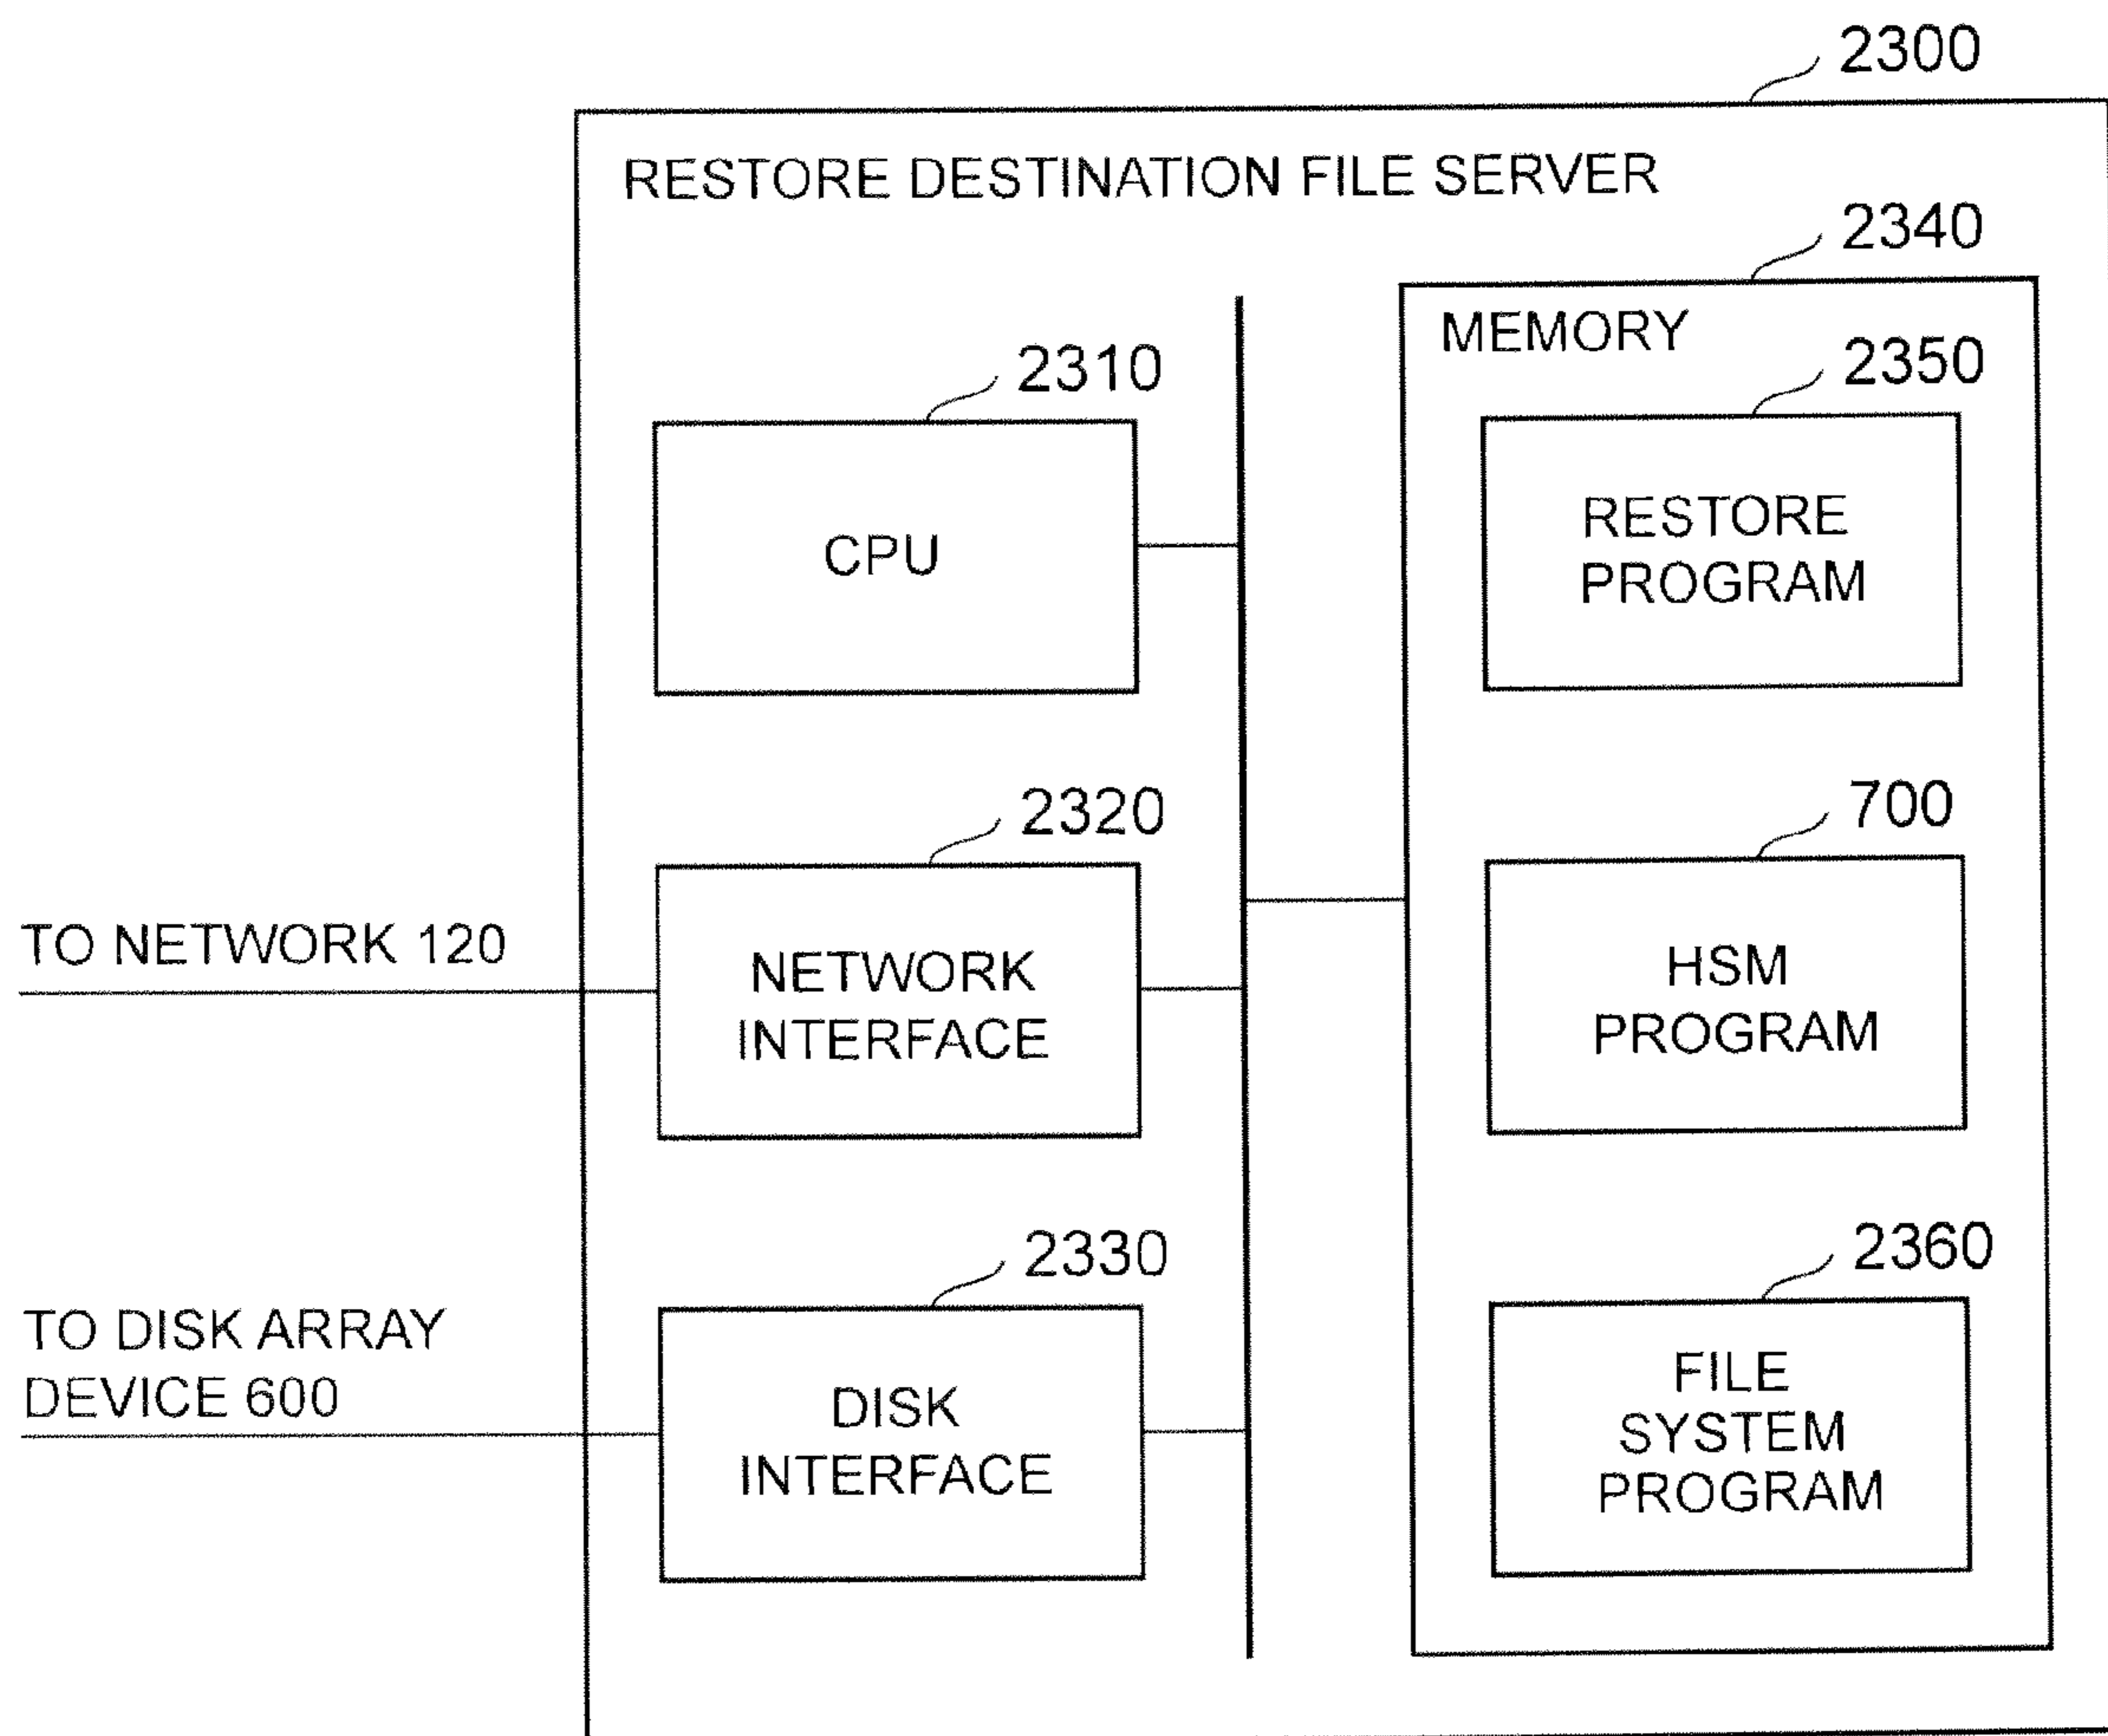 2300
RESTORE DESTINATION FILE SERVER
2340
MEMORY
2310
2350
CPU
RESTORE
PROGRAM
2320
700
TO NETWORK 120
NETWORK
INTERFACE
HSM
PROGRAM
2330
2360
TO DISK ARRAY
DEVICE 600
DISK
INTERFACE
FILE
SYSTEM
PROGRAM